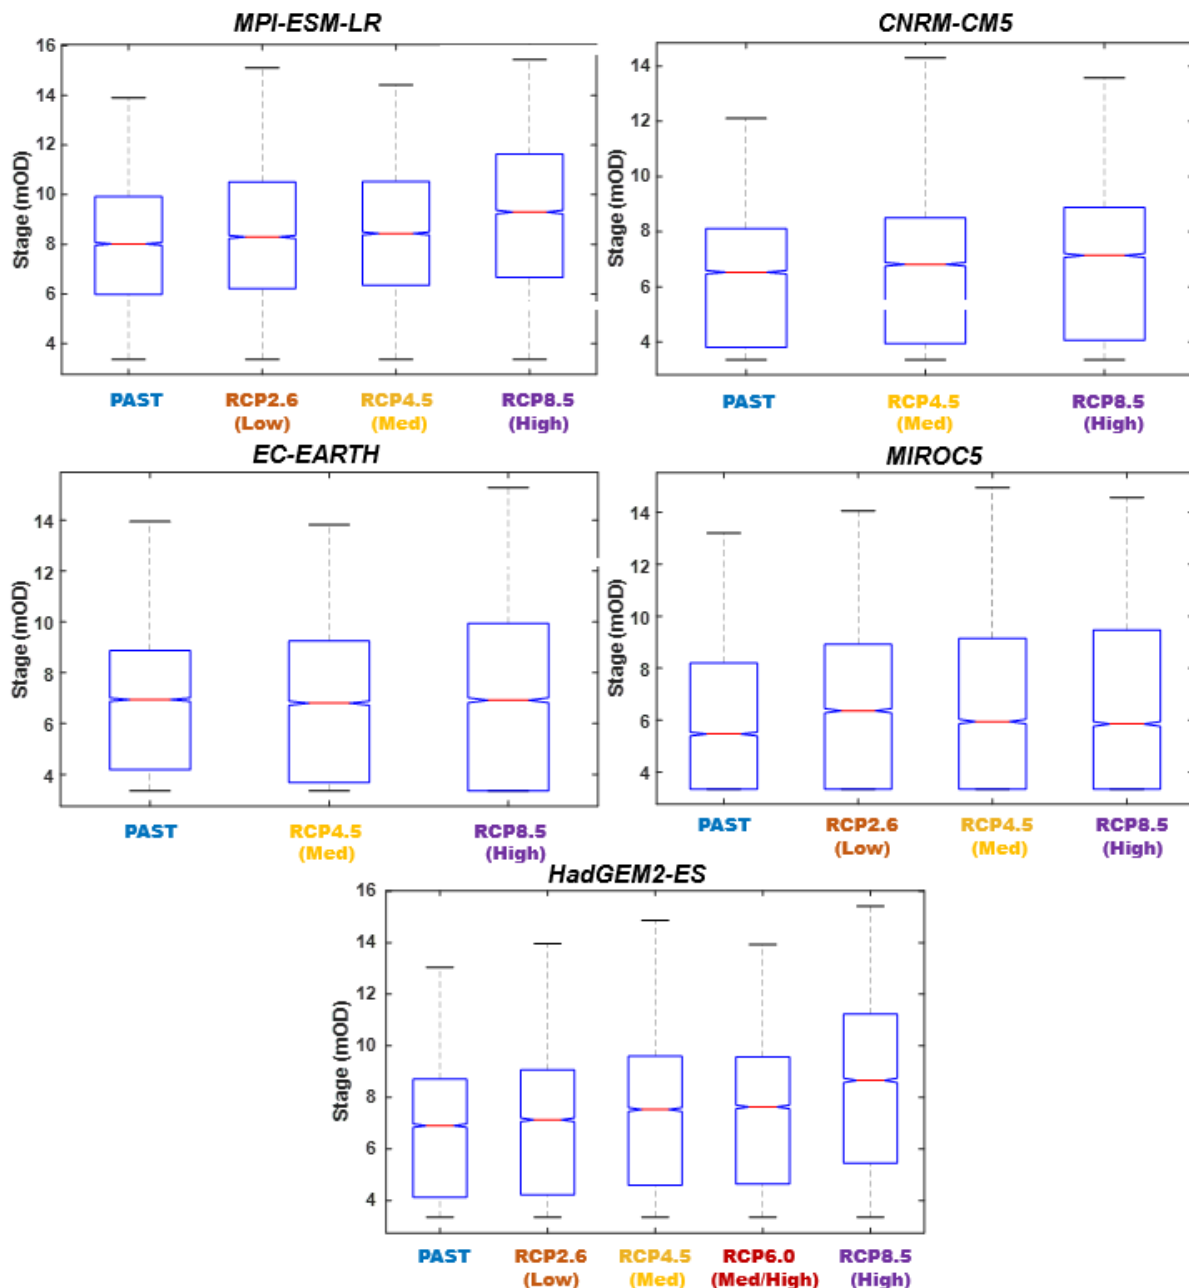 MPI-ESM-LR
CNRM-CM5
Stage (mOD)
16
14
12
10
8
6
4
PAST
RCP2.6
(Low)
RCP4.5
(Med)
RCP8.5
(High)
Stage (mOD)
14
12
10
8
6
4
PAST
RCP4.5
(Med)
RCP8.5
(High)
EC-EARTH
MIROC5
Stage (mOD)
14
12
10
8
6
4
PAST
RCP4.5
(Med)
RCP8.5
(High)
Stage (mOD)
14
12
10
8
6
4
PAST
RCP2.6
(Low)
RCP4.5
(Med)
RCP8.5
(High)
HadGEM2-ES
Stage (mOD)
16
14
12
10
8
6
4
PAST
RCP2.6
(Low)
RCP4.5
(Med)
RCP6.0
(Med/High)
RCP8.5
(High)